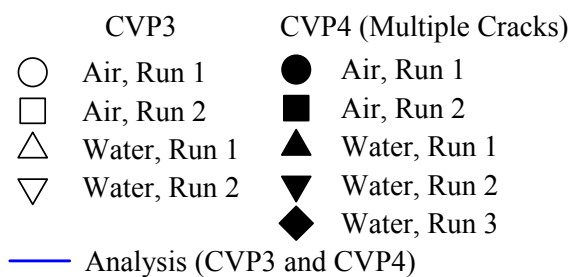 CVP3 CVP4 (Multiple Cracks)
Air, Run 1 Air, Run 1
Air, Run 2 Air, Run 2
Water, Run 1 Water, Run 1
Water, Run 2 Water, Run 2
Water, Run 3
Analysis (CVP3 and CVP4)